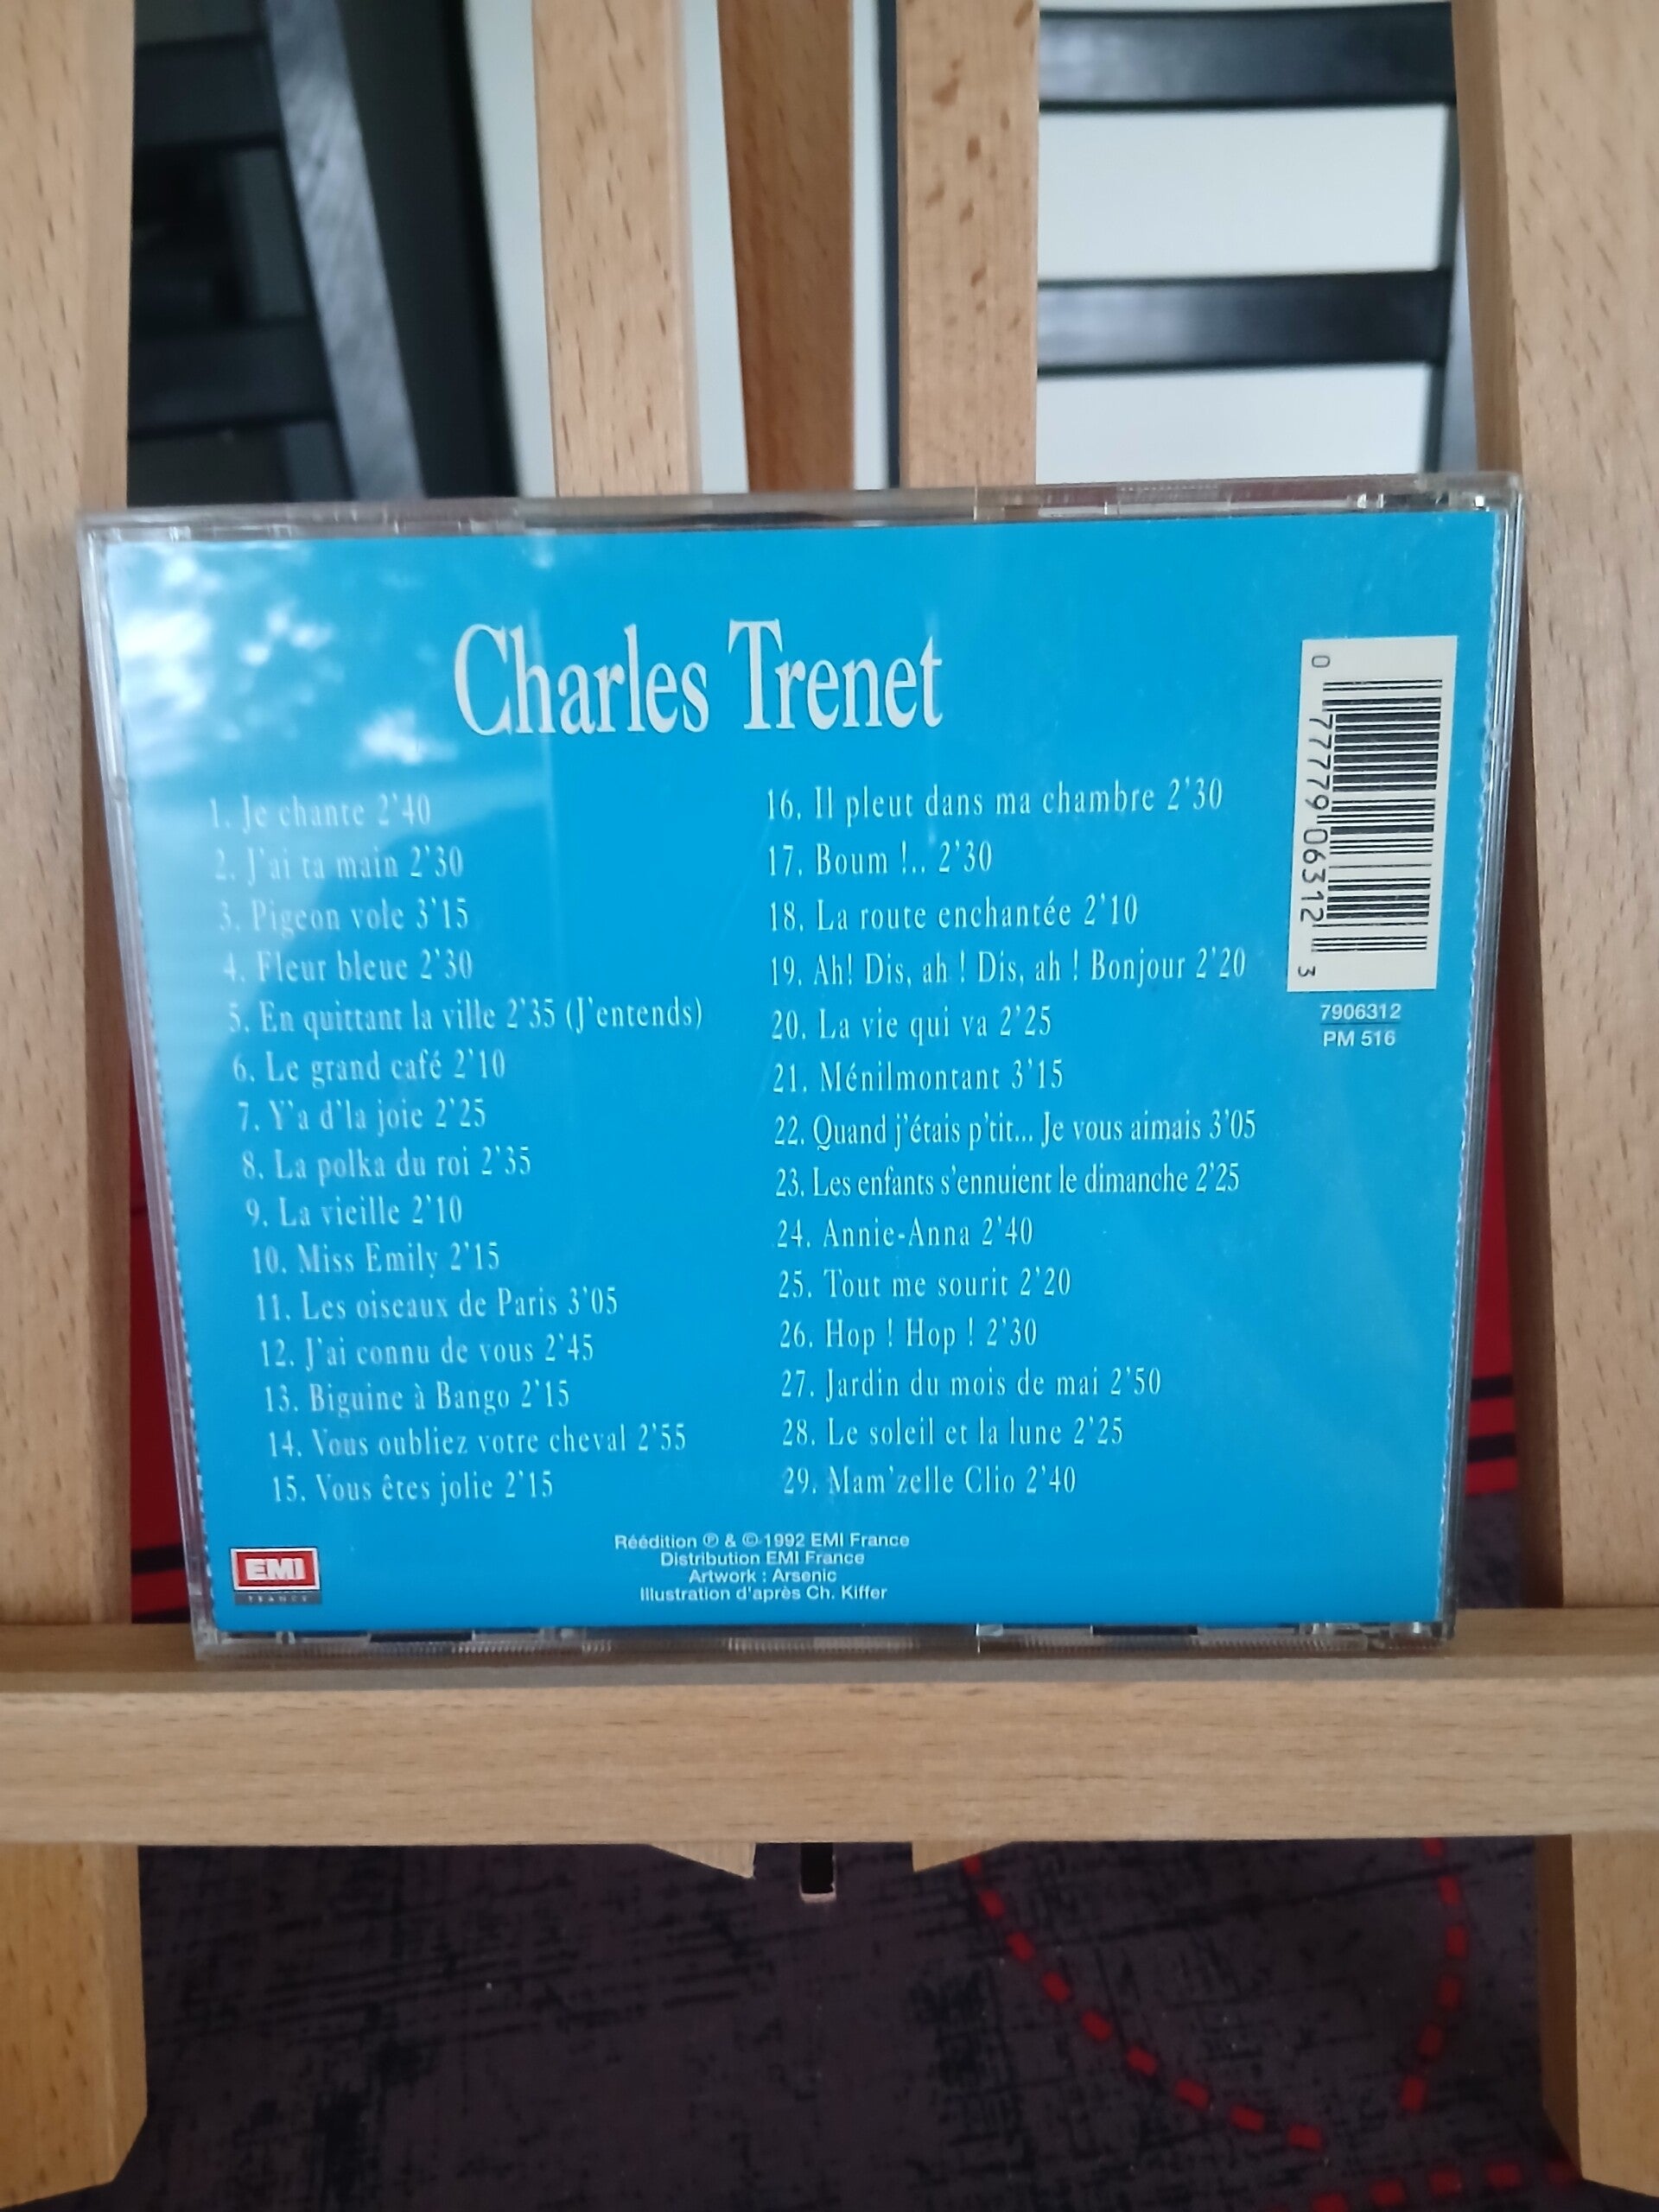 Charles Trenet
1. Je chante 2'40
2. J'ai ta main 2'30
3. Pigeon vole 3'15
4. Fleur bleue 2'30
5. En quittant la ville 2'35 (J'entends)
6. Le grand café 2'10
7. Y'a d'la joie 2'25
8. La polka du roi 2'35
9. La vieille 2'10
10. Miss Emily 2'15
11. Les oiseaux de Paris 3'05
12. J'ai connu de vous 2'45
13. Biguine à Bango 2'15
14. Vous oubliez votre cheval 2'55
15. Vous êtes jolie 2'15
16. Il pleut dans ma chambre 2'30
17. Boum !.. 2'30
18. La route enchantée 2'10
19. Ah! Dis, ah ! Dis, ah ! Bonjour 2'20
20. La vie qui va 2'25
21. Ménilmontant 3'15
22. Quand j'étais p'tit... Je vous aimais 3'05
23. Les enfants s'ennuient le dimanche 2'25
24. Annie-Anna 2'40
25. Tout me sourit 2'20
26. Hop ! Hop ! 2'30
27. Jardin du mois de mai 2'50
28. Le soleil et la lune 2'25
29. Mam'zelle Clio 2'40
0 77779 06312 3
7906312
PM 516
EMI
FRANCE
Réédition ℗ & © 1992 EMI France
Distribution EMI France
Artwork : Arsenic
Illustration d'après Ch. Kiffer